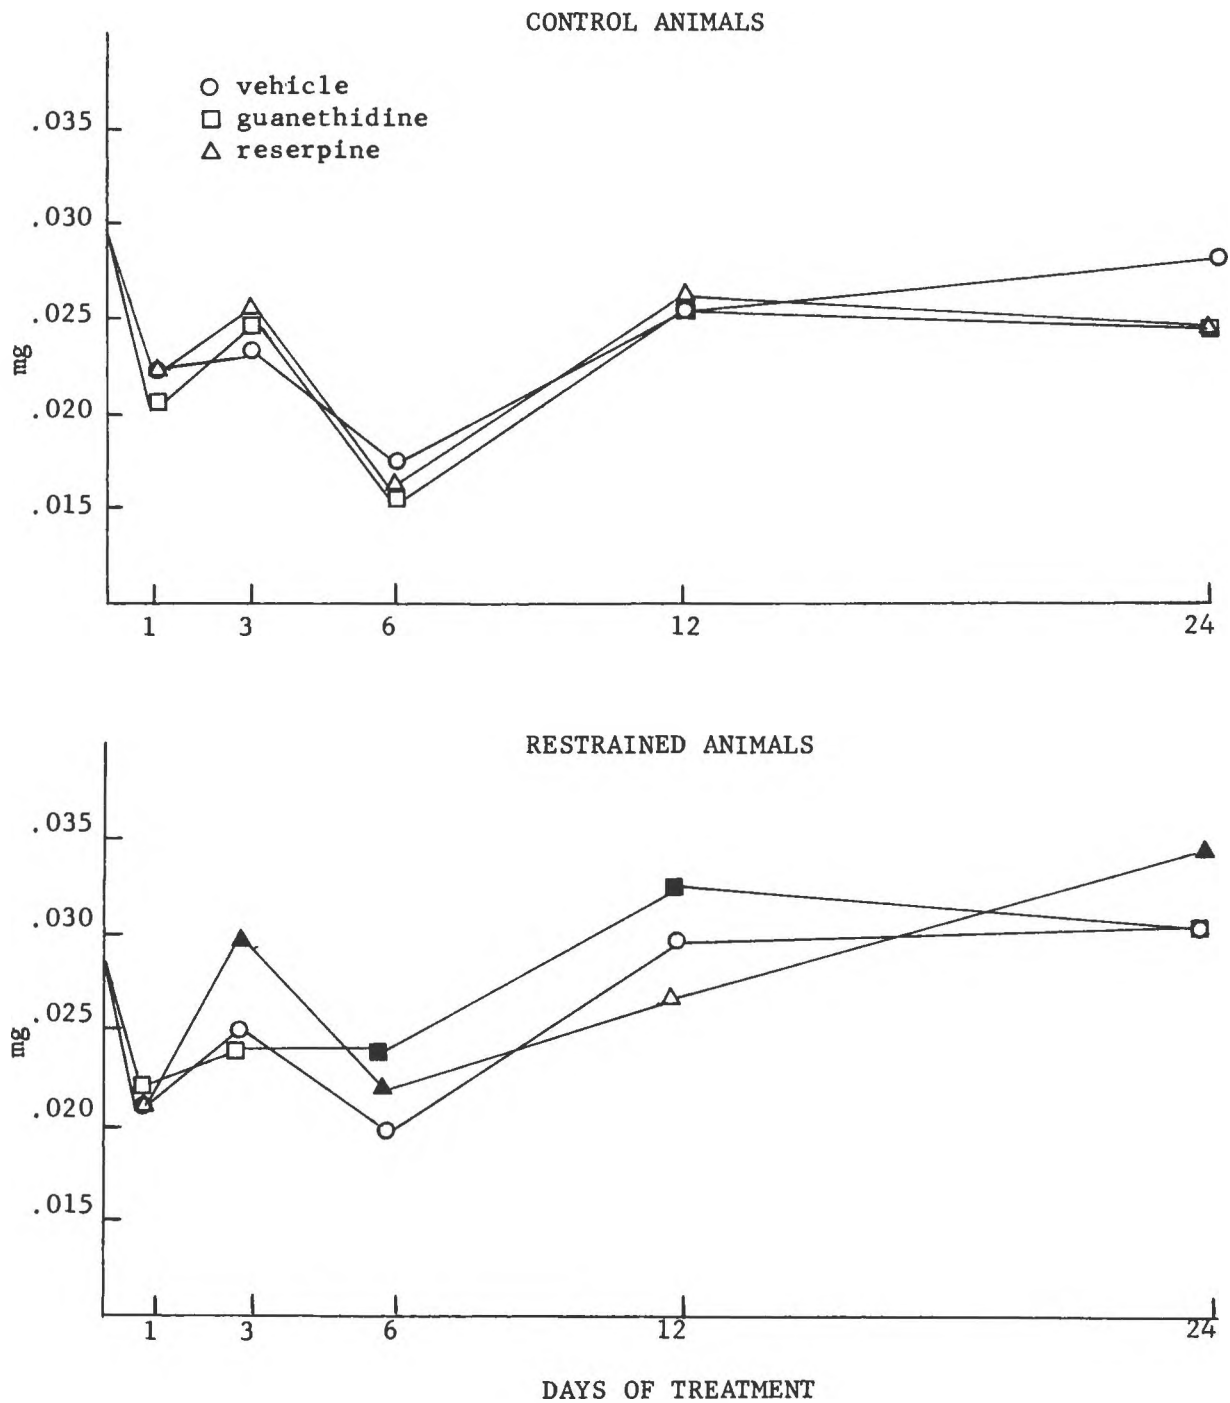 CONTROL ANIMALS
vehicle
guanethidine
reserpine
.035
.030
.025
.020
.015
mg
1 3 6 12 24
RESTRAINED ANIMALS
.035
.030
.025
.020
.015
mg
1 3 6 12 24
DAYS OF TREATMENT